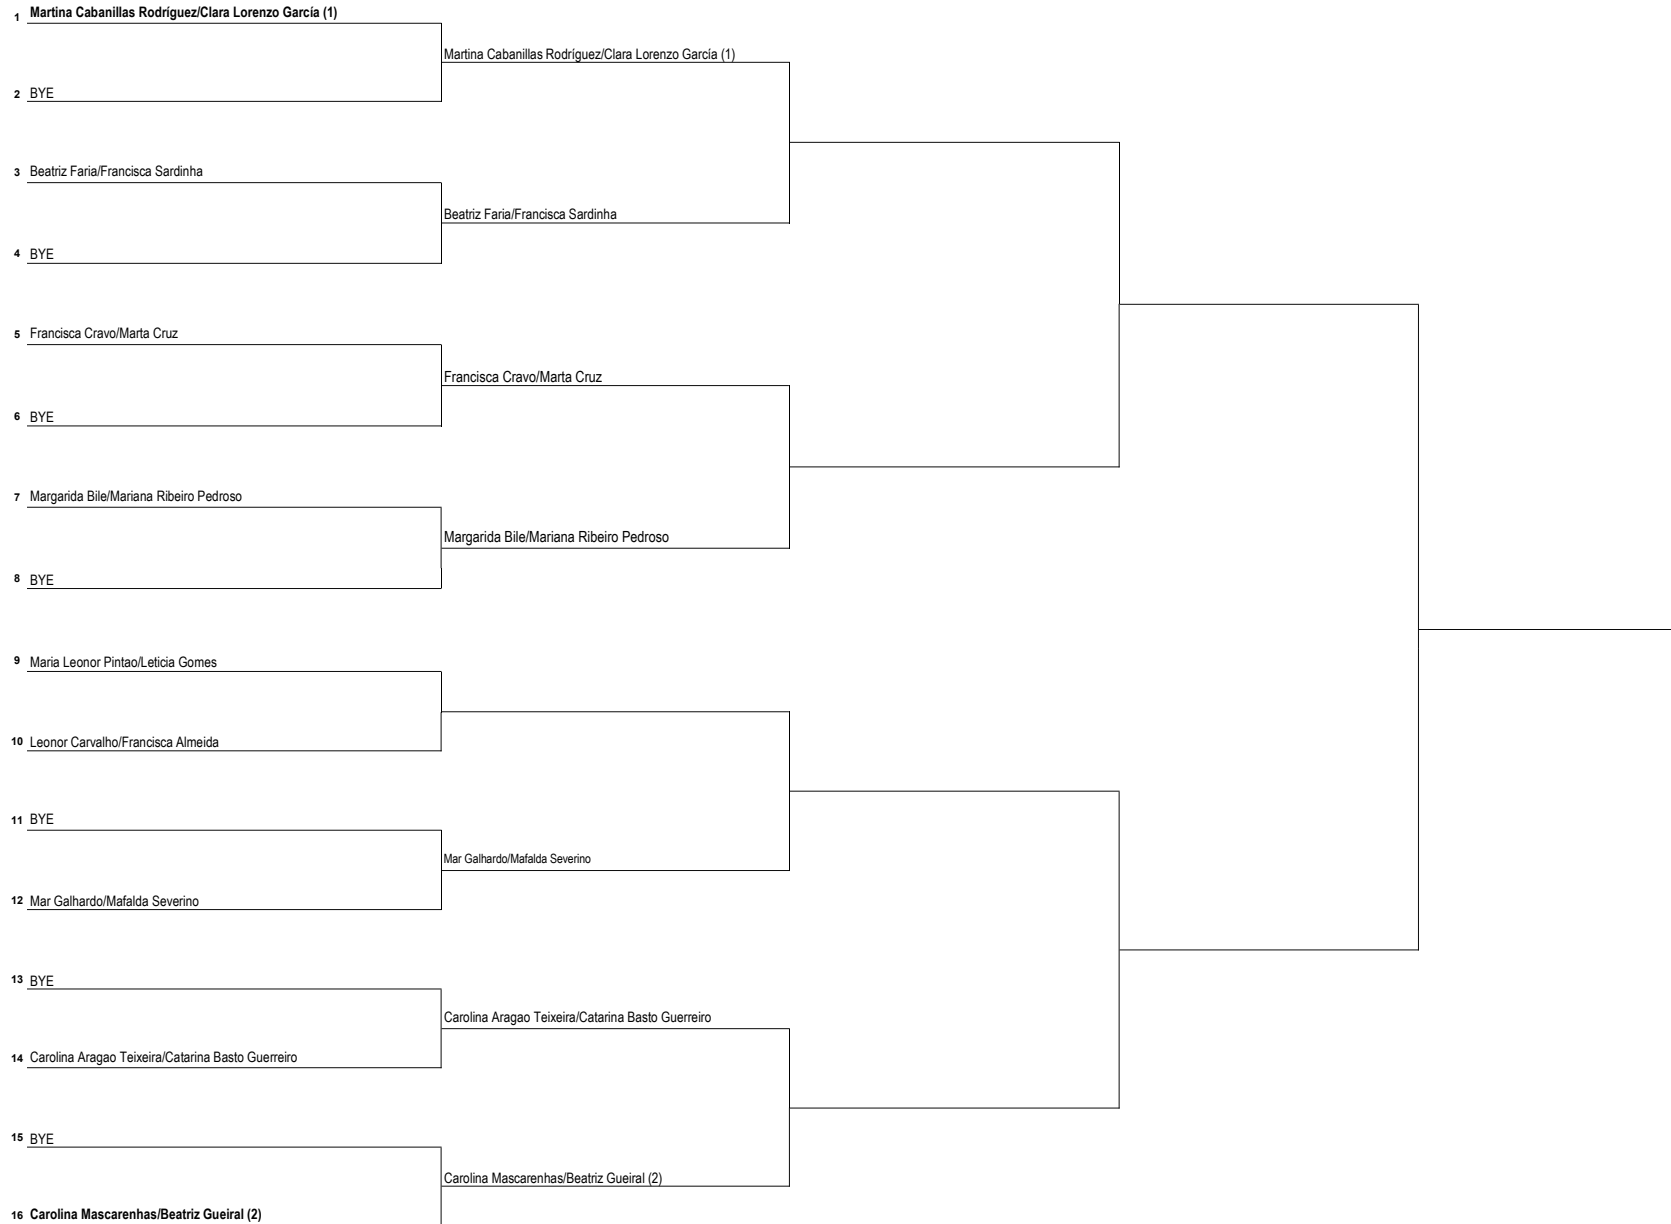 1 Martina Cabanillas Rodríguez/Clara Lorenzo García (1)
Martina Cabanillas Rodríguez/Clara Lorenzo García (1)
2 BYE
3 Beatriz Faria/Francisca Sardinha
Beatriz Faria/Francisca Sardinha
4 BYE
5 Francisca Cravo/Marta Cruz
Francisca Cravo/Marta Cruz
6 BYE
7 Margarida Bile/Mariana Ribeiro Pedroso
Margarida Bile/Mariana Ribeiro Pedroso
8 BYE
9 Maria Leonor Pintao/Leticia Gomes
10 Leonor Carvalho/Francisca Almeida
11 BYE
Mar Galhardo/Mafalda Severino
12 Mar Galhardo/Mafalda Severino
13 BYE
Carolina Aragao Teixeira/Catarina Basto Guerreiro
14 Carolina Aragao Teixeira/Catarina Basto Guerreiro
15 BYE
Carolina Mascarenhas/Beatriz Gueiral (2)
16 Carolina Mascarenhas/Beatriz Gueiral (2)